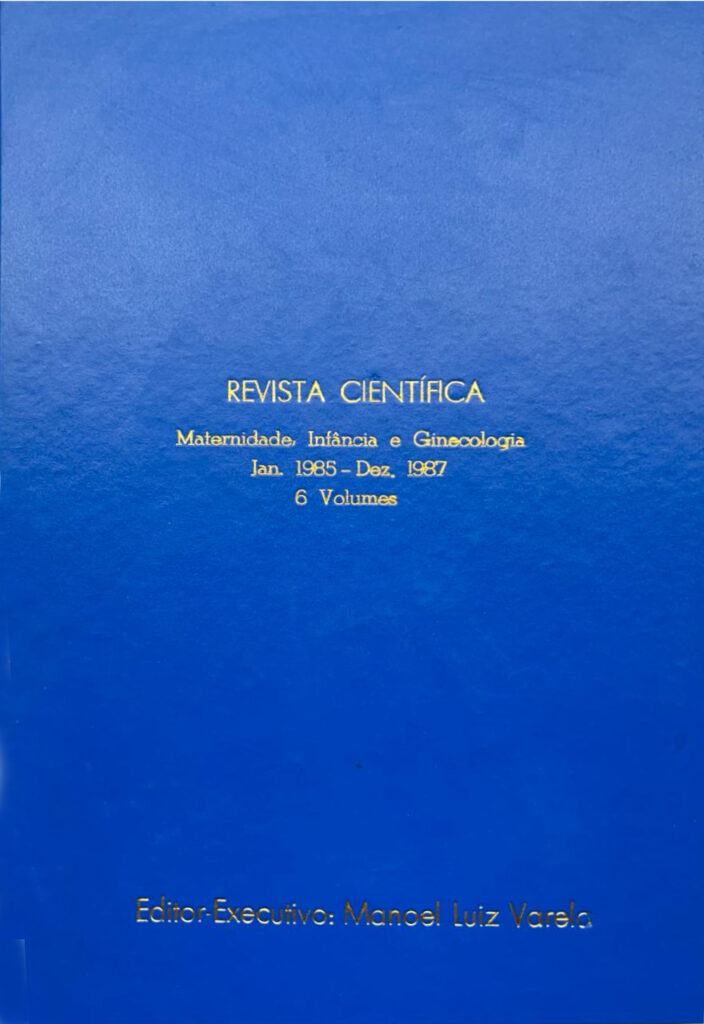 REVISTA CIENTÍFICA
Maternidade, Infância e Ginecologia
Jan. 1985 - Dez. 1987
6 Volumes
Editor-Executivo: Manoel Luiz Varela